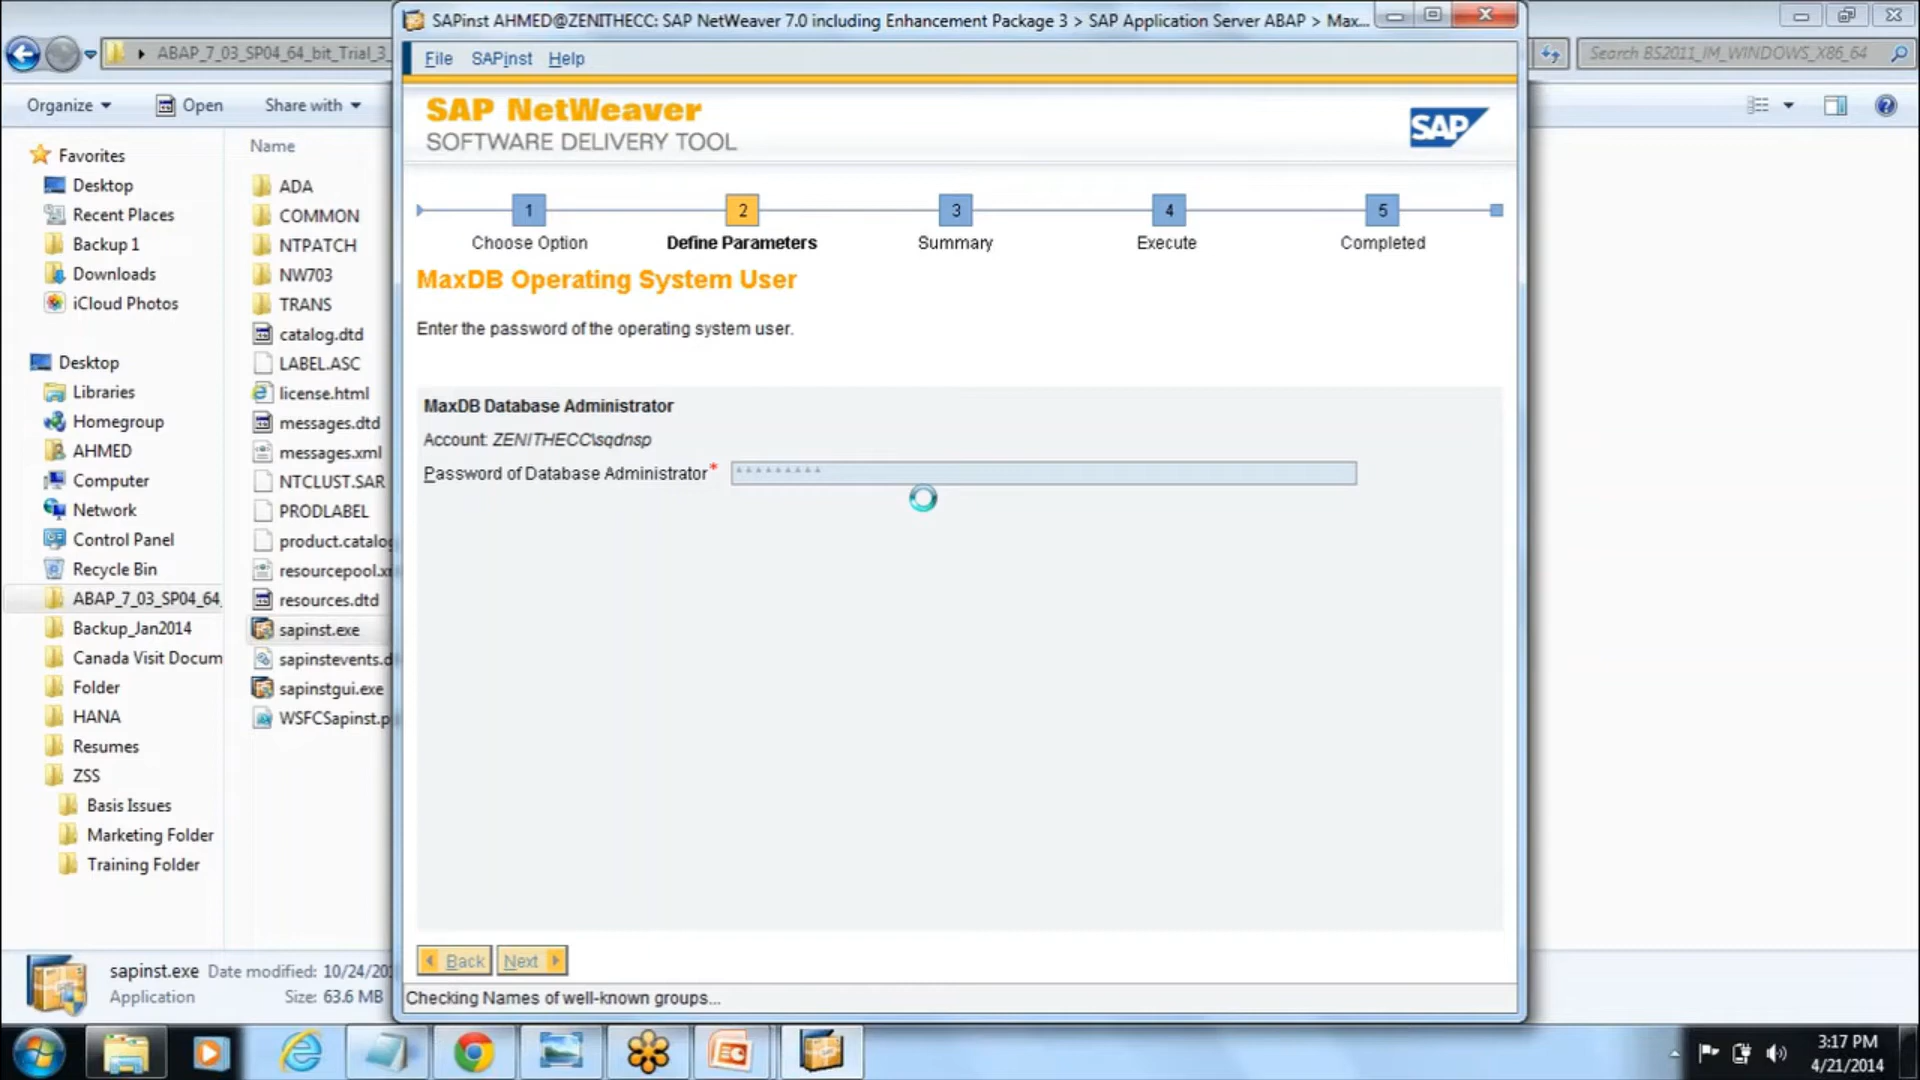 SAPinst AHMED@ZENITHECC: SAP NetWeaver 7.0 including Enhancement Package 3 > SAP Application Server ABAP > Max...
ABAP_7_03_SP04_64_bit_Trial_3_
Search BS2011_IM_WINDOWS_X86_64
File SAPinst Help
Organize Open Share with
SAP NetWeaver
SOFTWARE DELIVERY TOOL
SAP
Favorites
Desktop
Recent Places
Backup 1
Downloads
iCloud Photos
Desktop
Libraries
Homegroup
AHMED
Computer
Network
Control Panel
Recycle Bin
ABAP_7_03_SP04_64_
Backup_Jan2014
Canada Visit Docum
Folder
HANA
Resumes
ZSS
Basis Issues
Marketing Folder
Training Folder
Name
ADA
COMMON
NTPATCH
NW703
TRANS
catalog.dtd
LABEL.ASC
license.html
messages.dtd
messages.xml
NTCLUST.SAR
PRODLABEL
product.catalog
resourcepool.x
resources.dtd
sapinst.exe
sapinstevents.d
sapinstgui.exe
WSFCSapinst.p
1 2 3 4 5
Choose Option Define Parameters Summary Execute Completed
MaxDB Operating System User
Enter the password of the operating system user.
MaxDB Database Administrator
Account: ZENITHECC\sqdnsp
Password of Database Administrator* *********
Back Next
Checking Names of well-known groups...
sapinst.exe Date modified: 10/24/20
Application Size: 63.6 MB
3:17 PM
4/21/2014